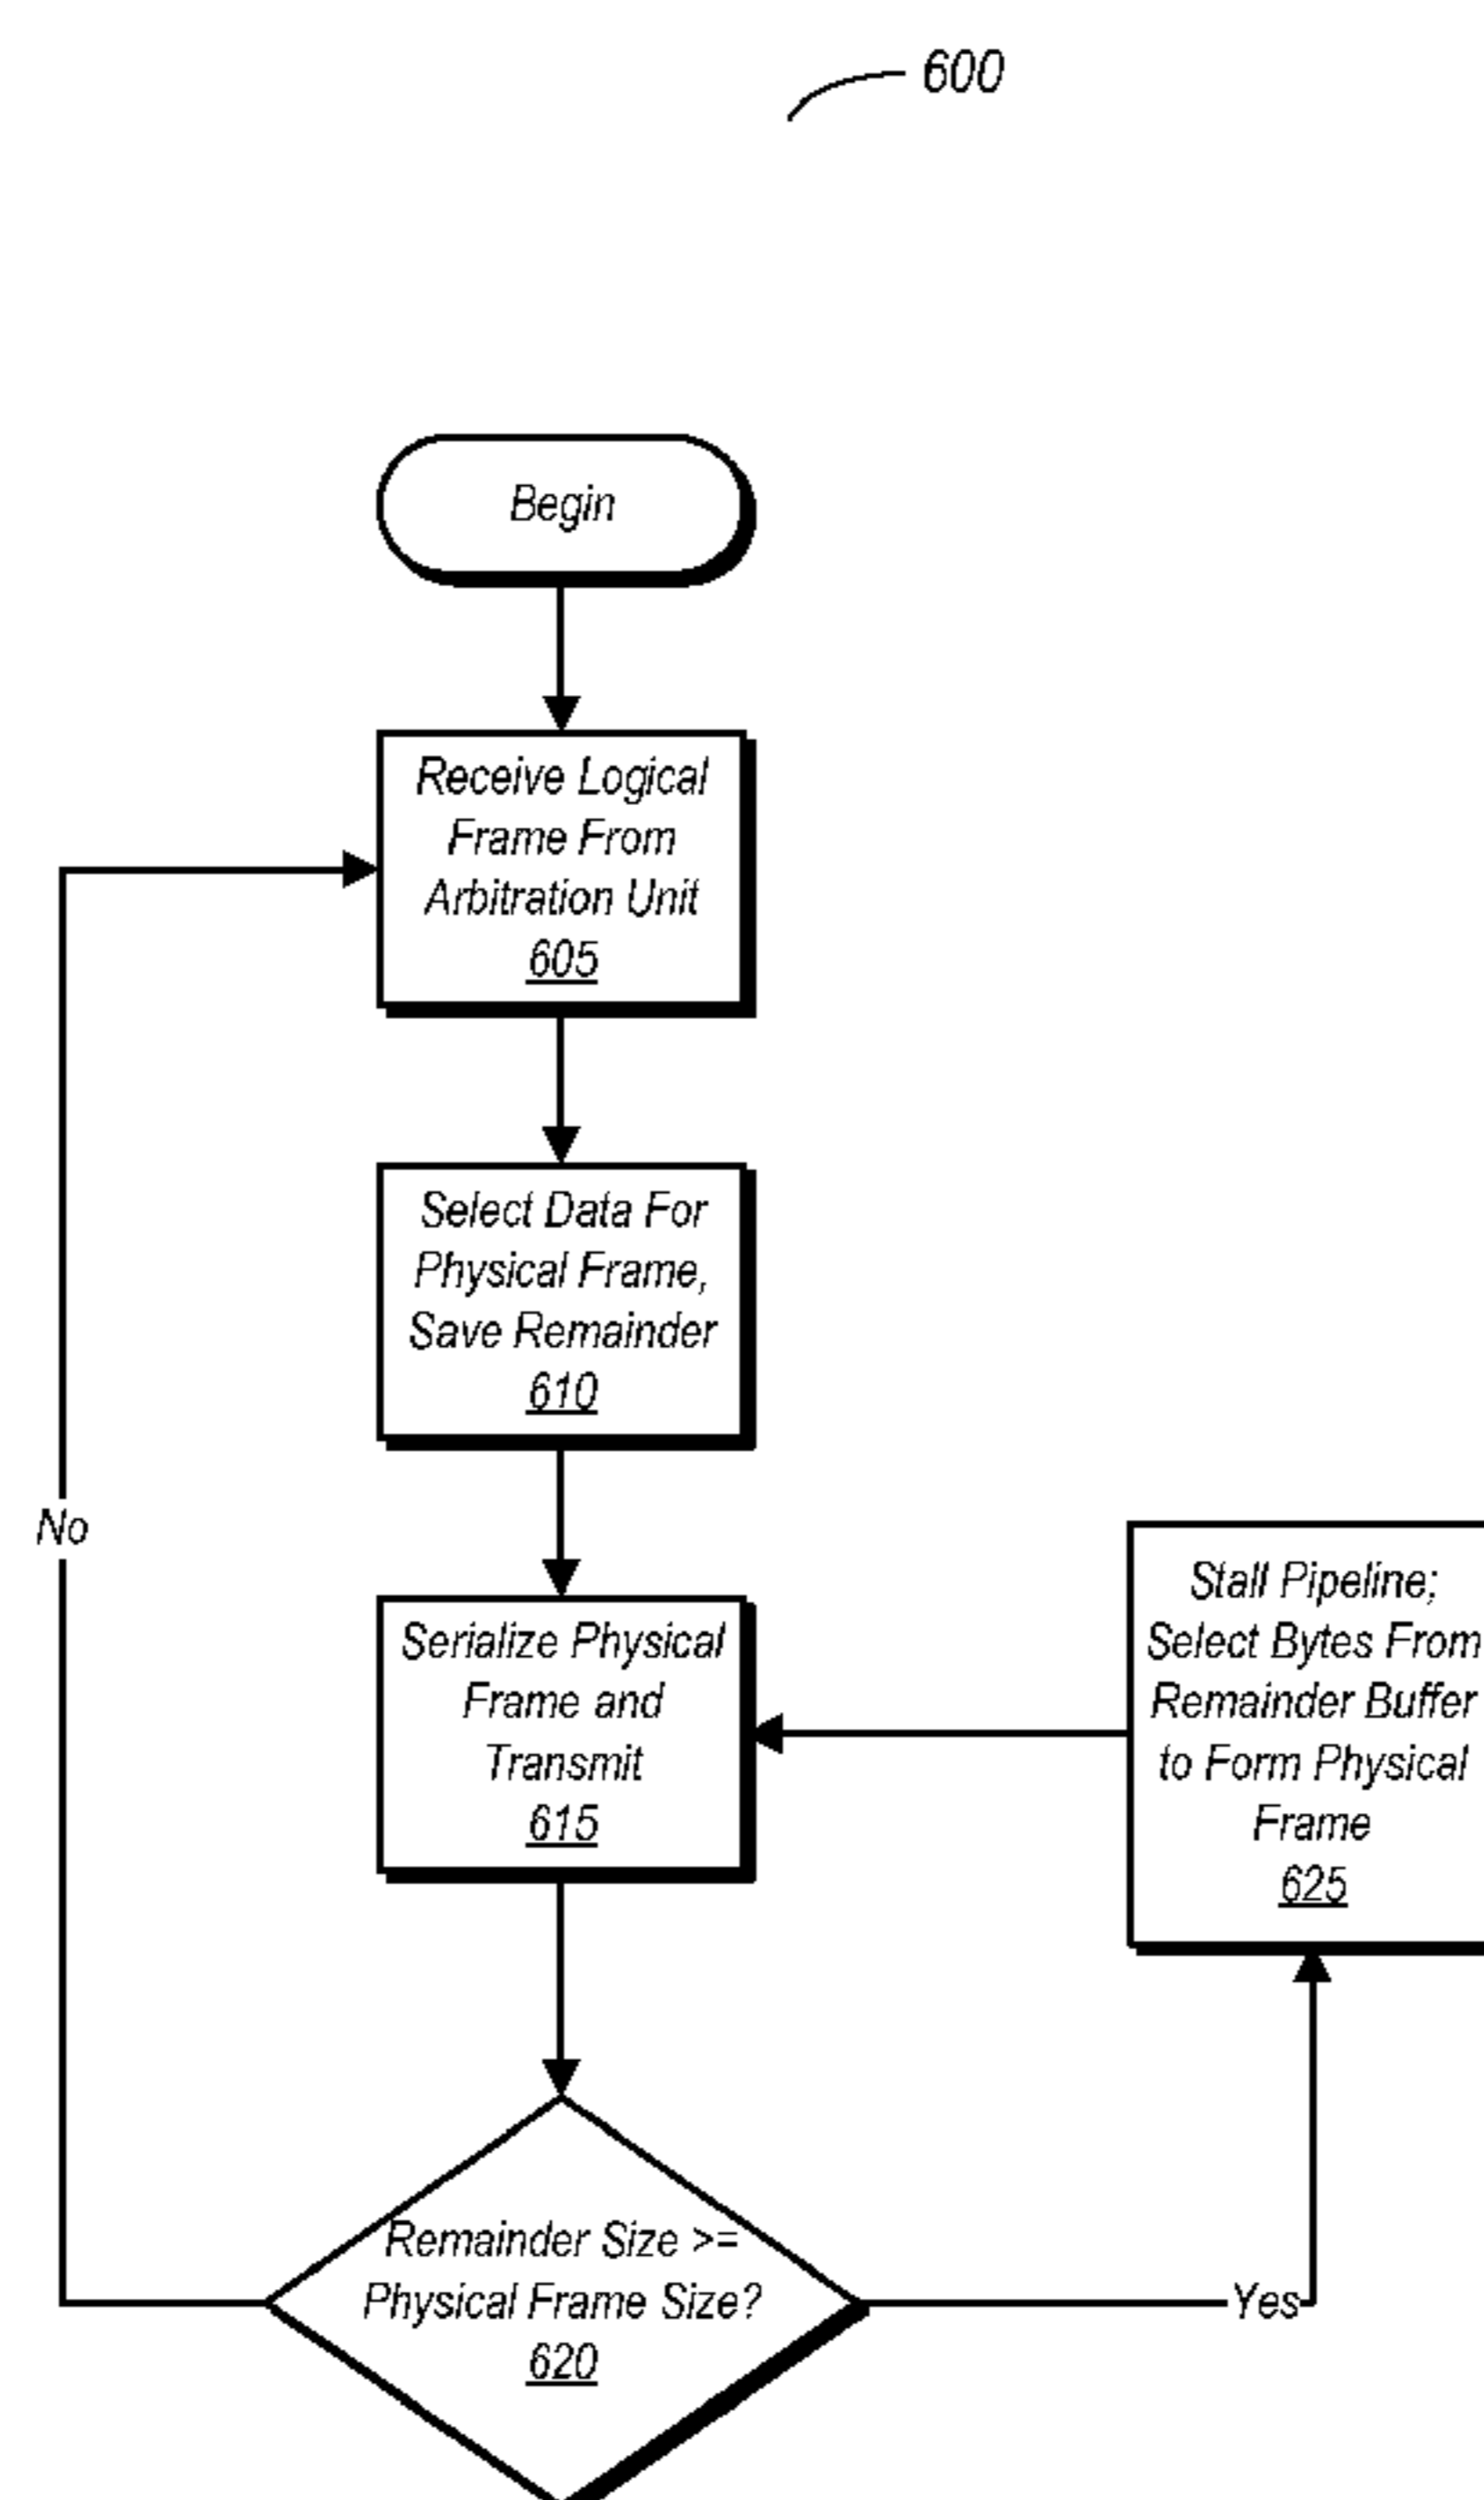 600
Begin
Receive Logical
Frame From
Arbitration Unit
605
Select Data For
Physical Frame,
Save Remainder
610
No
Stall Pipeline;
Select Bytes From
Remainder Buffer
to Form Physical
Frame
625
Serialize Physical
Frame and
Transmit
615
Remainder Size >=
Physical Frame Size?
620
Yes